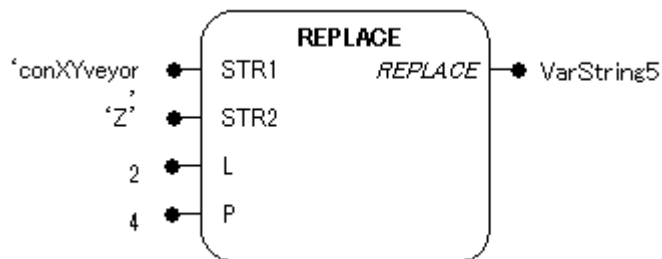 REPLACE
‘conXYveyor STR1 REPLACE VarString5
’
‘Z’ STR2
2 L
4 P